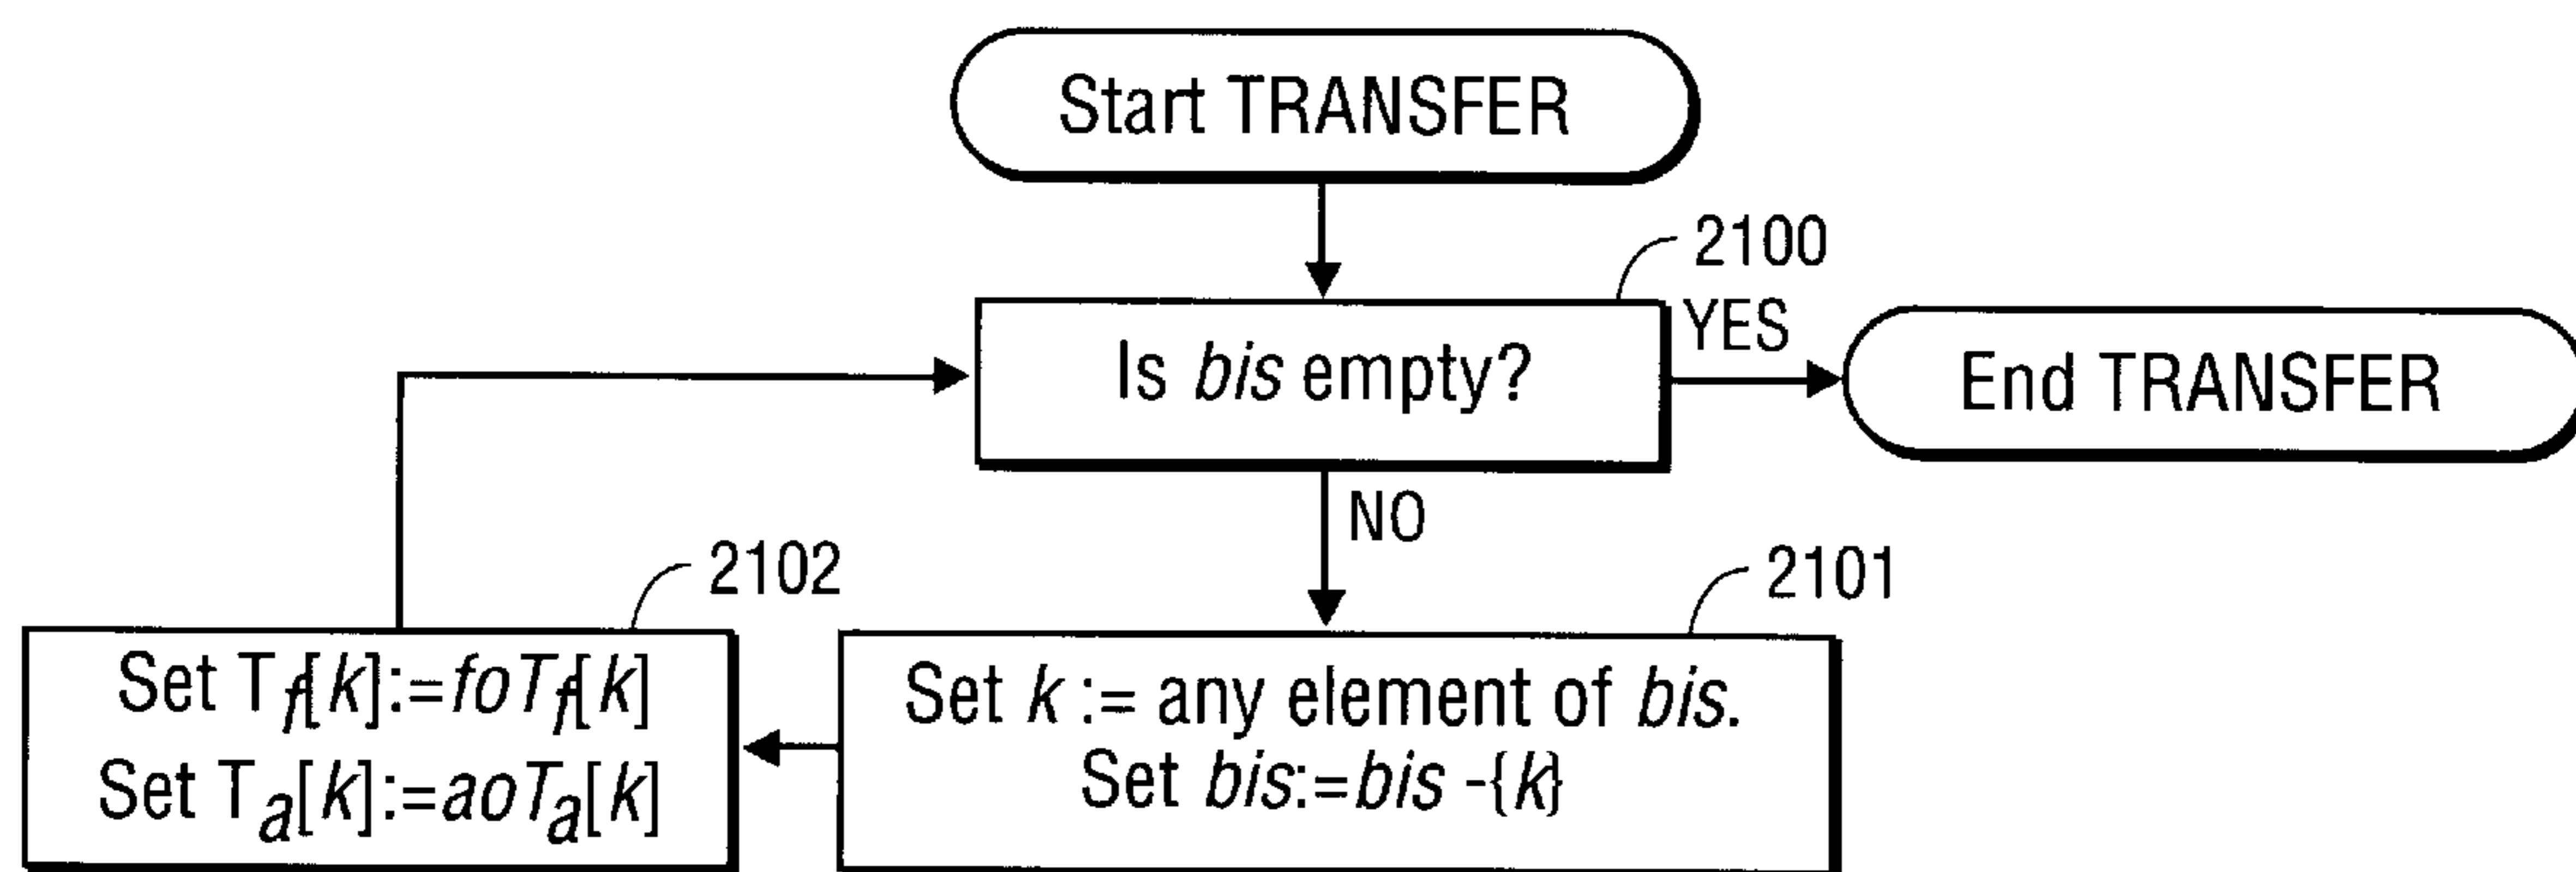 Start TRANSFER
2100
Is bis empty?
YES
End TRANSFER
NO
2102
2101
Set Tf[k]:=foTf[k]
Set Ta[k]:=aoTa[k]
Set k := any element of bis.
Set bis:=bis -{k}